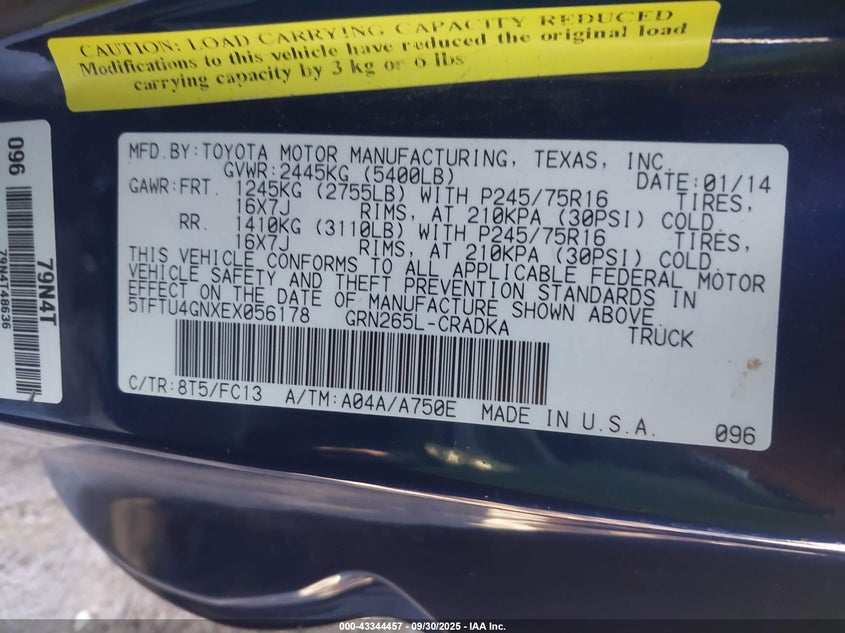 CAUTION: LOAD CARRYING CAPACITY REDUCED
Modifications to this vehicle have reduced the original load
carrying capacity by 3 kg or 6 lbs
096
79N4T
79N4T48636
MFD.BY:TOYOTA MOTOR MANUFACTURING, TEXAS, INC.
GVWR:2445KG (5400LB) DATE:01/14
GAWR:FRT. 1245KG (2755LB) WITH P245/75R16 TIRES,
16X7J RIMS, AT 210KPA (30PSI) COLD.
RR. 1410KG (3110LB) WITH P245/75R16 TIRES,
16X7J RIMS, AT 210KPA (30PSI) COLD.
THIS VEHICLE CONFORMS TO ALL APPLICABLE FEDERAL MOTOR
VEHICLE SAFETY AND THEFT PREVENTION STANDARDS IN
EFFECT ON THE DATE OF MANUFACTURE SHOWN ABOVE.
5TFTU4GNXEX056178 GRN265L-CRADKA TRUCK
C/TR:8T5/FC13 A/TM:A04A/A750E MADE IN U.S.A.
096
000-43344457 - 09/30/2025 - IAA Inc.